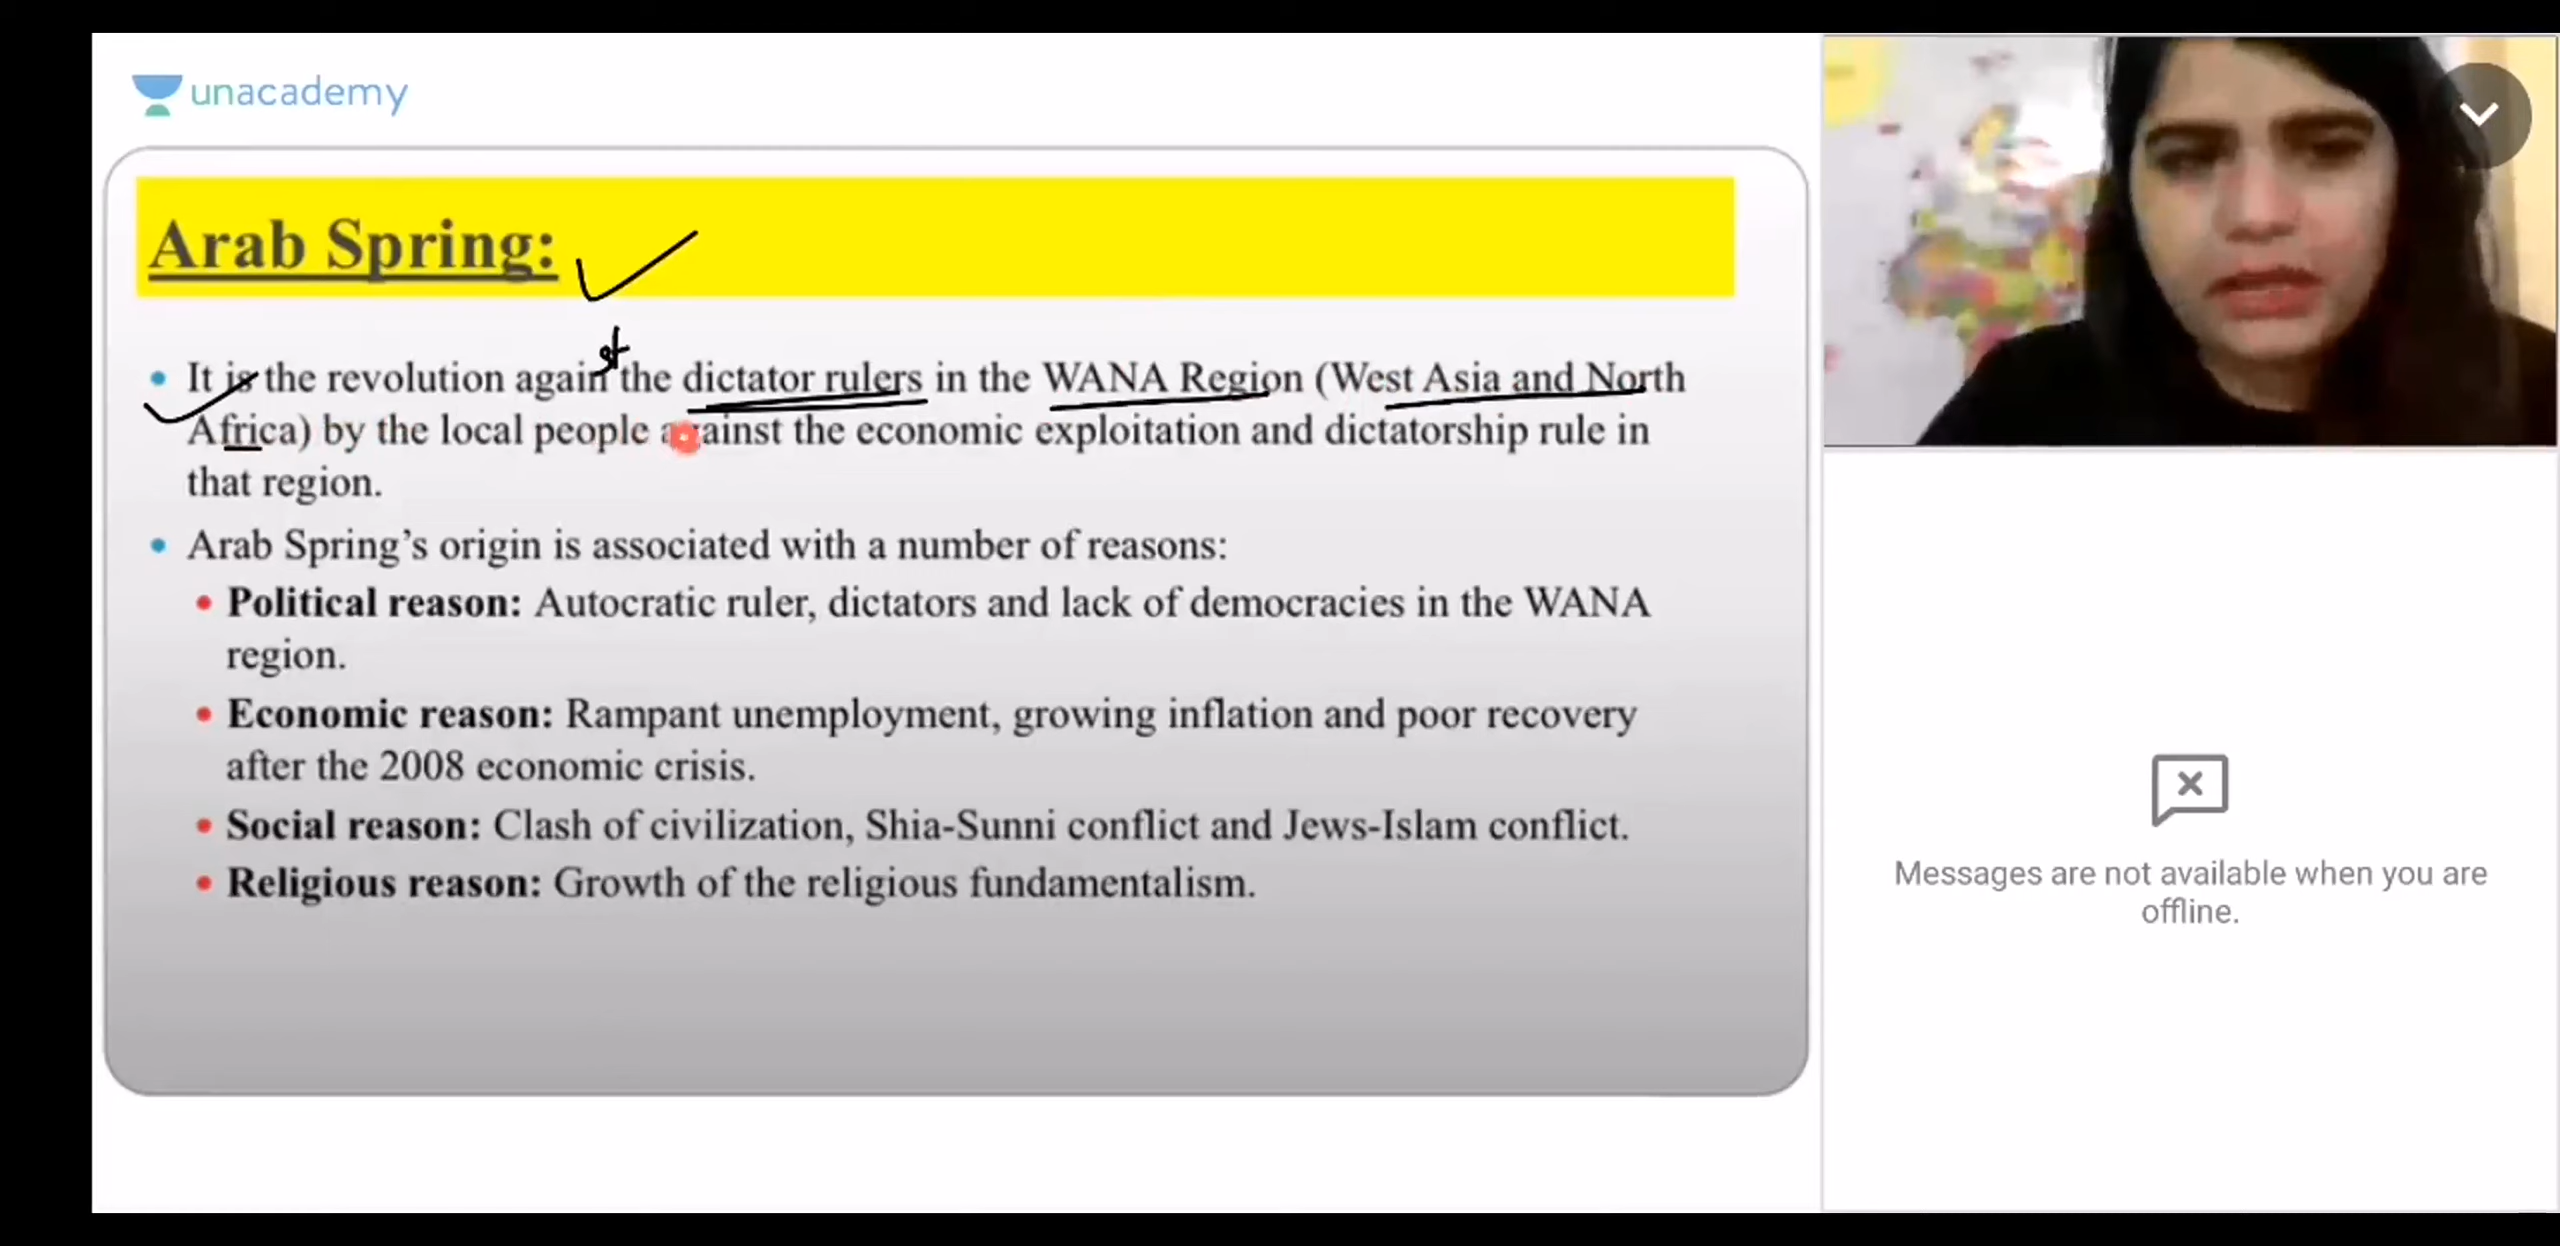 unacademy
Arab Spring:
st
It is the revolution again the dictator rulers in the WANA Region (West Asia and North
Africa) by the local people against the economic exploitation and dictatorship rule in
that region.
Arab Spring’s origin is associated with a number of reasons:
Political reason: Autocratic ruler, dictators and lack of democracies in the WANA
region.
Economic reason: Rampant unemployment, growing inflation and poor recovery
after the 2008 economic crisis.
Social reason: Clash of civilization, Shia-Sunni conflict and Jews-Islam conflict.
Religious reason: Growth of the religious fundamentalism.
Messages are not available when you are
offline.